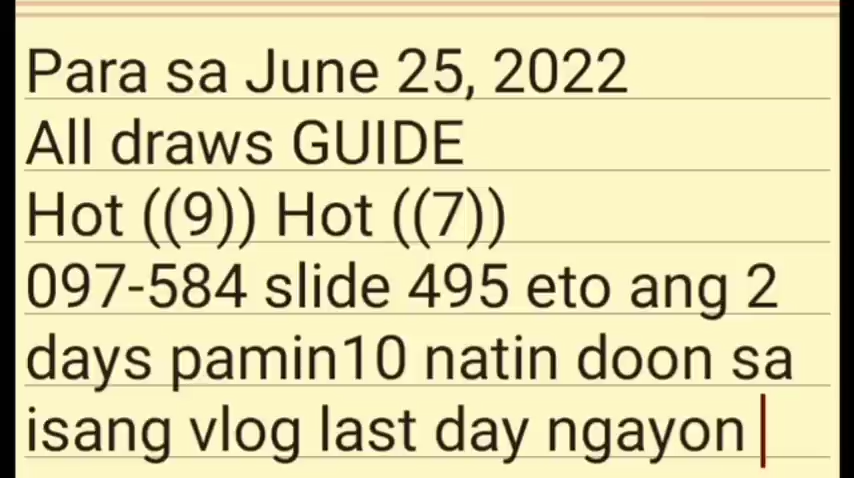 Para sa June 25, 2022
All draws GUIDE
Hot ((9)) Hot ((7))
097-584 slide 495 eto ang 2
days pamin10 natin doon sa
isang vlog last day ngayon